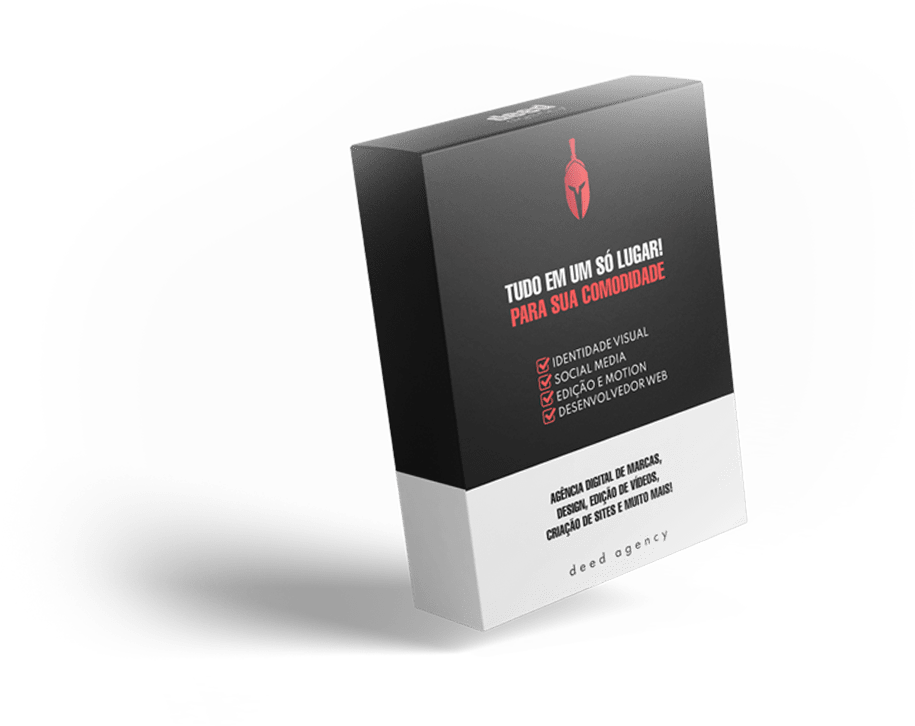 deed
TUDO EM UM SÓ LUGAR!
PARA SUA COMODIDADE
IDENTIDADE VISUAL
SOCIAL MEDIA
EDIÇÃO E MOTION
DESENVOLVEDOR WEB
AGÊNCIA DIGITAL DE MARCAS,
DESIGN, EDIÇÃO DE VÍDEOS,
CRIAÇÃO DE SITES E MUITO MAIS!
deed agency